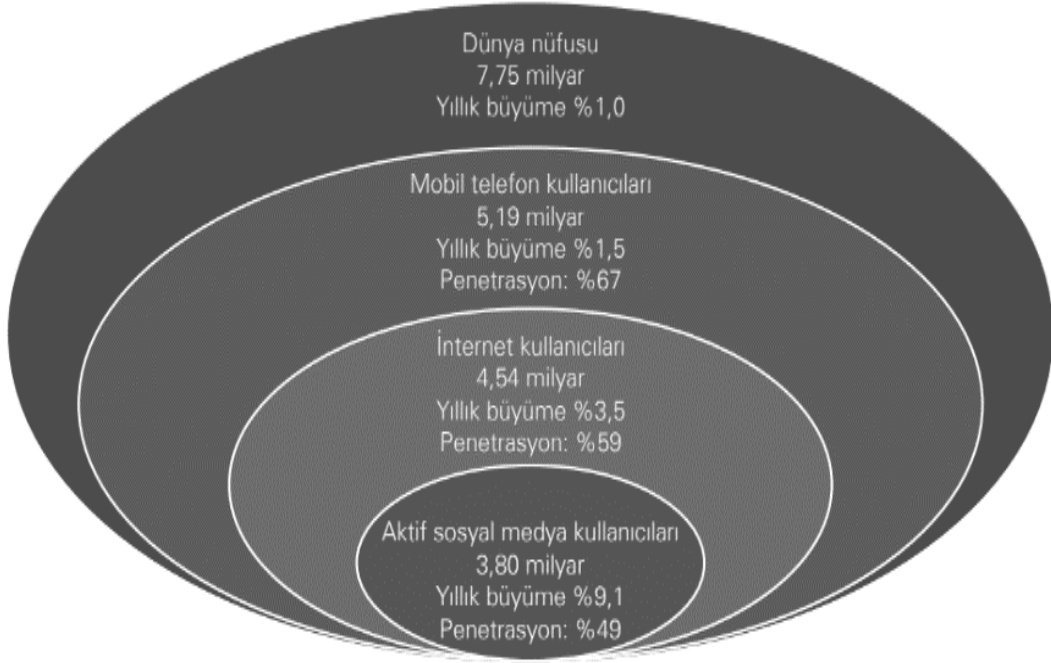 Dünya nüfusu
7,75 milyar
Yıllık büyüme %1,0
Mobil telefon kullanıcıları
5,19 milyar
Yıllık büyüme %1,5
Penetrasyon: %67
İnternet kullanıcıları
4,54 milyar
Yıllık büyüme %3,5
Penetrasyon: %59
Aktif sosyal medya kullanıcıları
3,80 milyar
Yıllık büyüme %9,1
Penetrasyon: %49